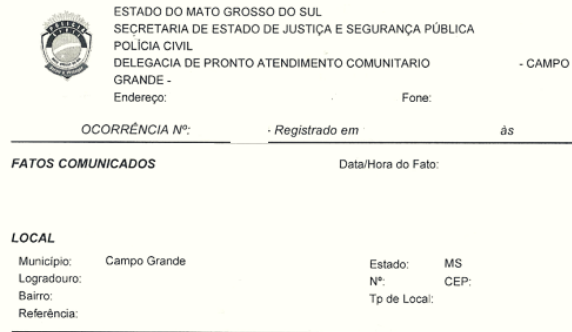 ESTADO DO MATO GROSSO DO SUL
SECRETARIA DE ESTADO DE JUSTIÇA E SEGURANÇA PÚBLICA
POLÍCIA CIVIL
DELEGACIA DE PRONTO ATENDIMENTO COMUNITARIO - CAMPO
GRANDE -
Endereço: Fone:
OCORRÊNCIA Nº: - Registrado em às
FATOS COMUNICADOS Data/Hora do Fato:
LOCAL
Município: Campo Grande Estado: MS
Logradouro: Nº: CEP:
Bairro: Tp de Local:
Referência: